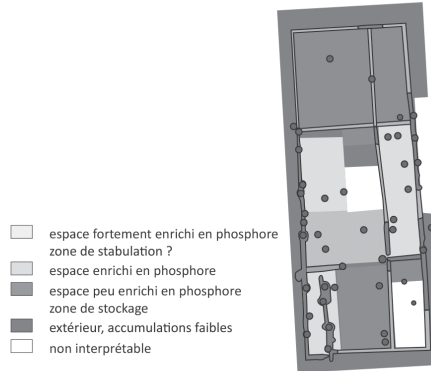 espace fortement enrichi en phosphore
zone de stabulation ?
espace enrichi en phosphore
espace peu enrichi en phosphore
zone de stockage
extérieur, accumulations faibles
non interprétable